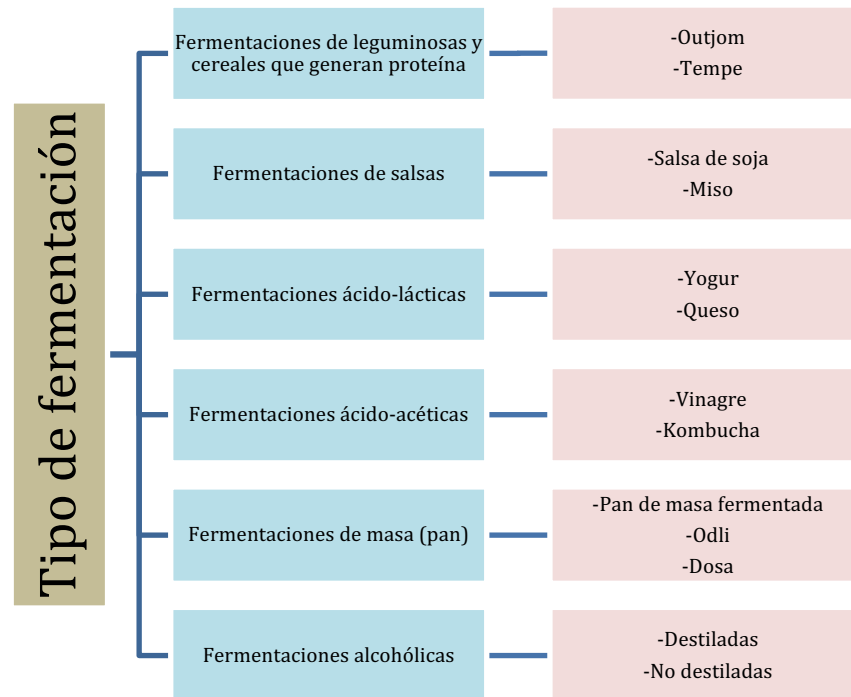 Tipo de fermentación
Fermentaciones de leguminosas y
cereales que generan proteína
-Outjom
-Tempe
Fermentaciones de salsas
-Salsa de soja
-Miso
Fermentaciones ácido-lácticas
-Yogur
-Queso
Fermentaciones ácido-acéticas
-Vinagre
-Kombucha
Fermentaciones de masa (pan)
-Pan de masa fermentada
-Odli
-Dosa
Fermentaciones alcohólicas
-Destiladas
-No destiladas